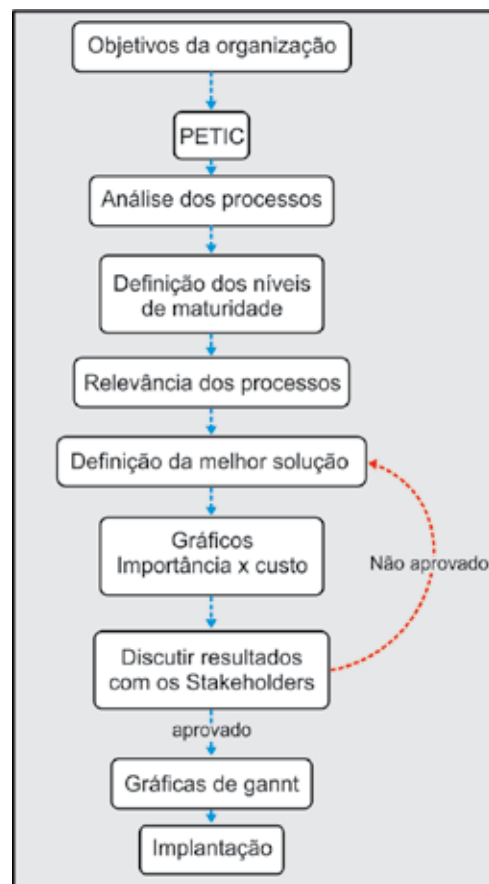 Objetivos da organização
PETIC
Análise dos processos
Definição dos níveis
de maturidade
Relevância dos processos
Definição da melhor solução
Gráficos
Importância x custo
Não aprovado
Discutir resultados
com os Stakeholders
aprovado
Gráficas de gannt
Implantação